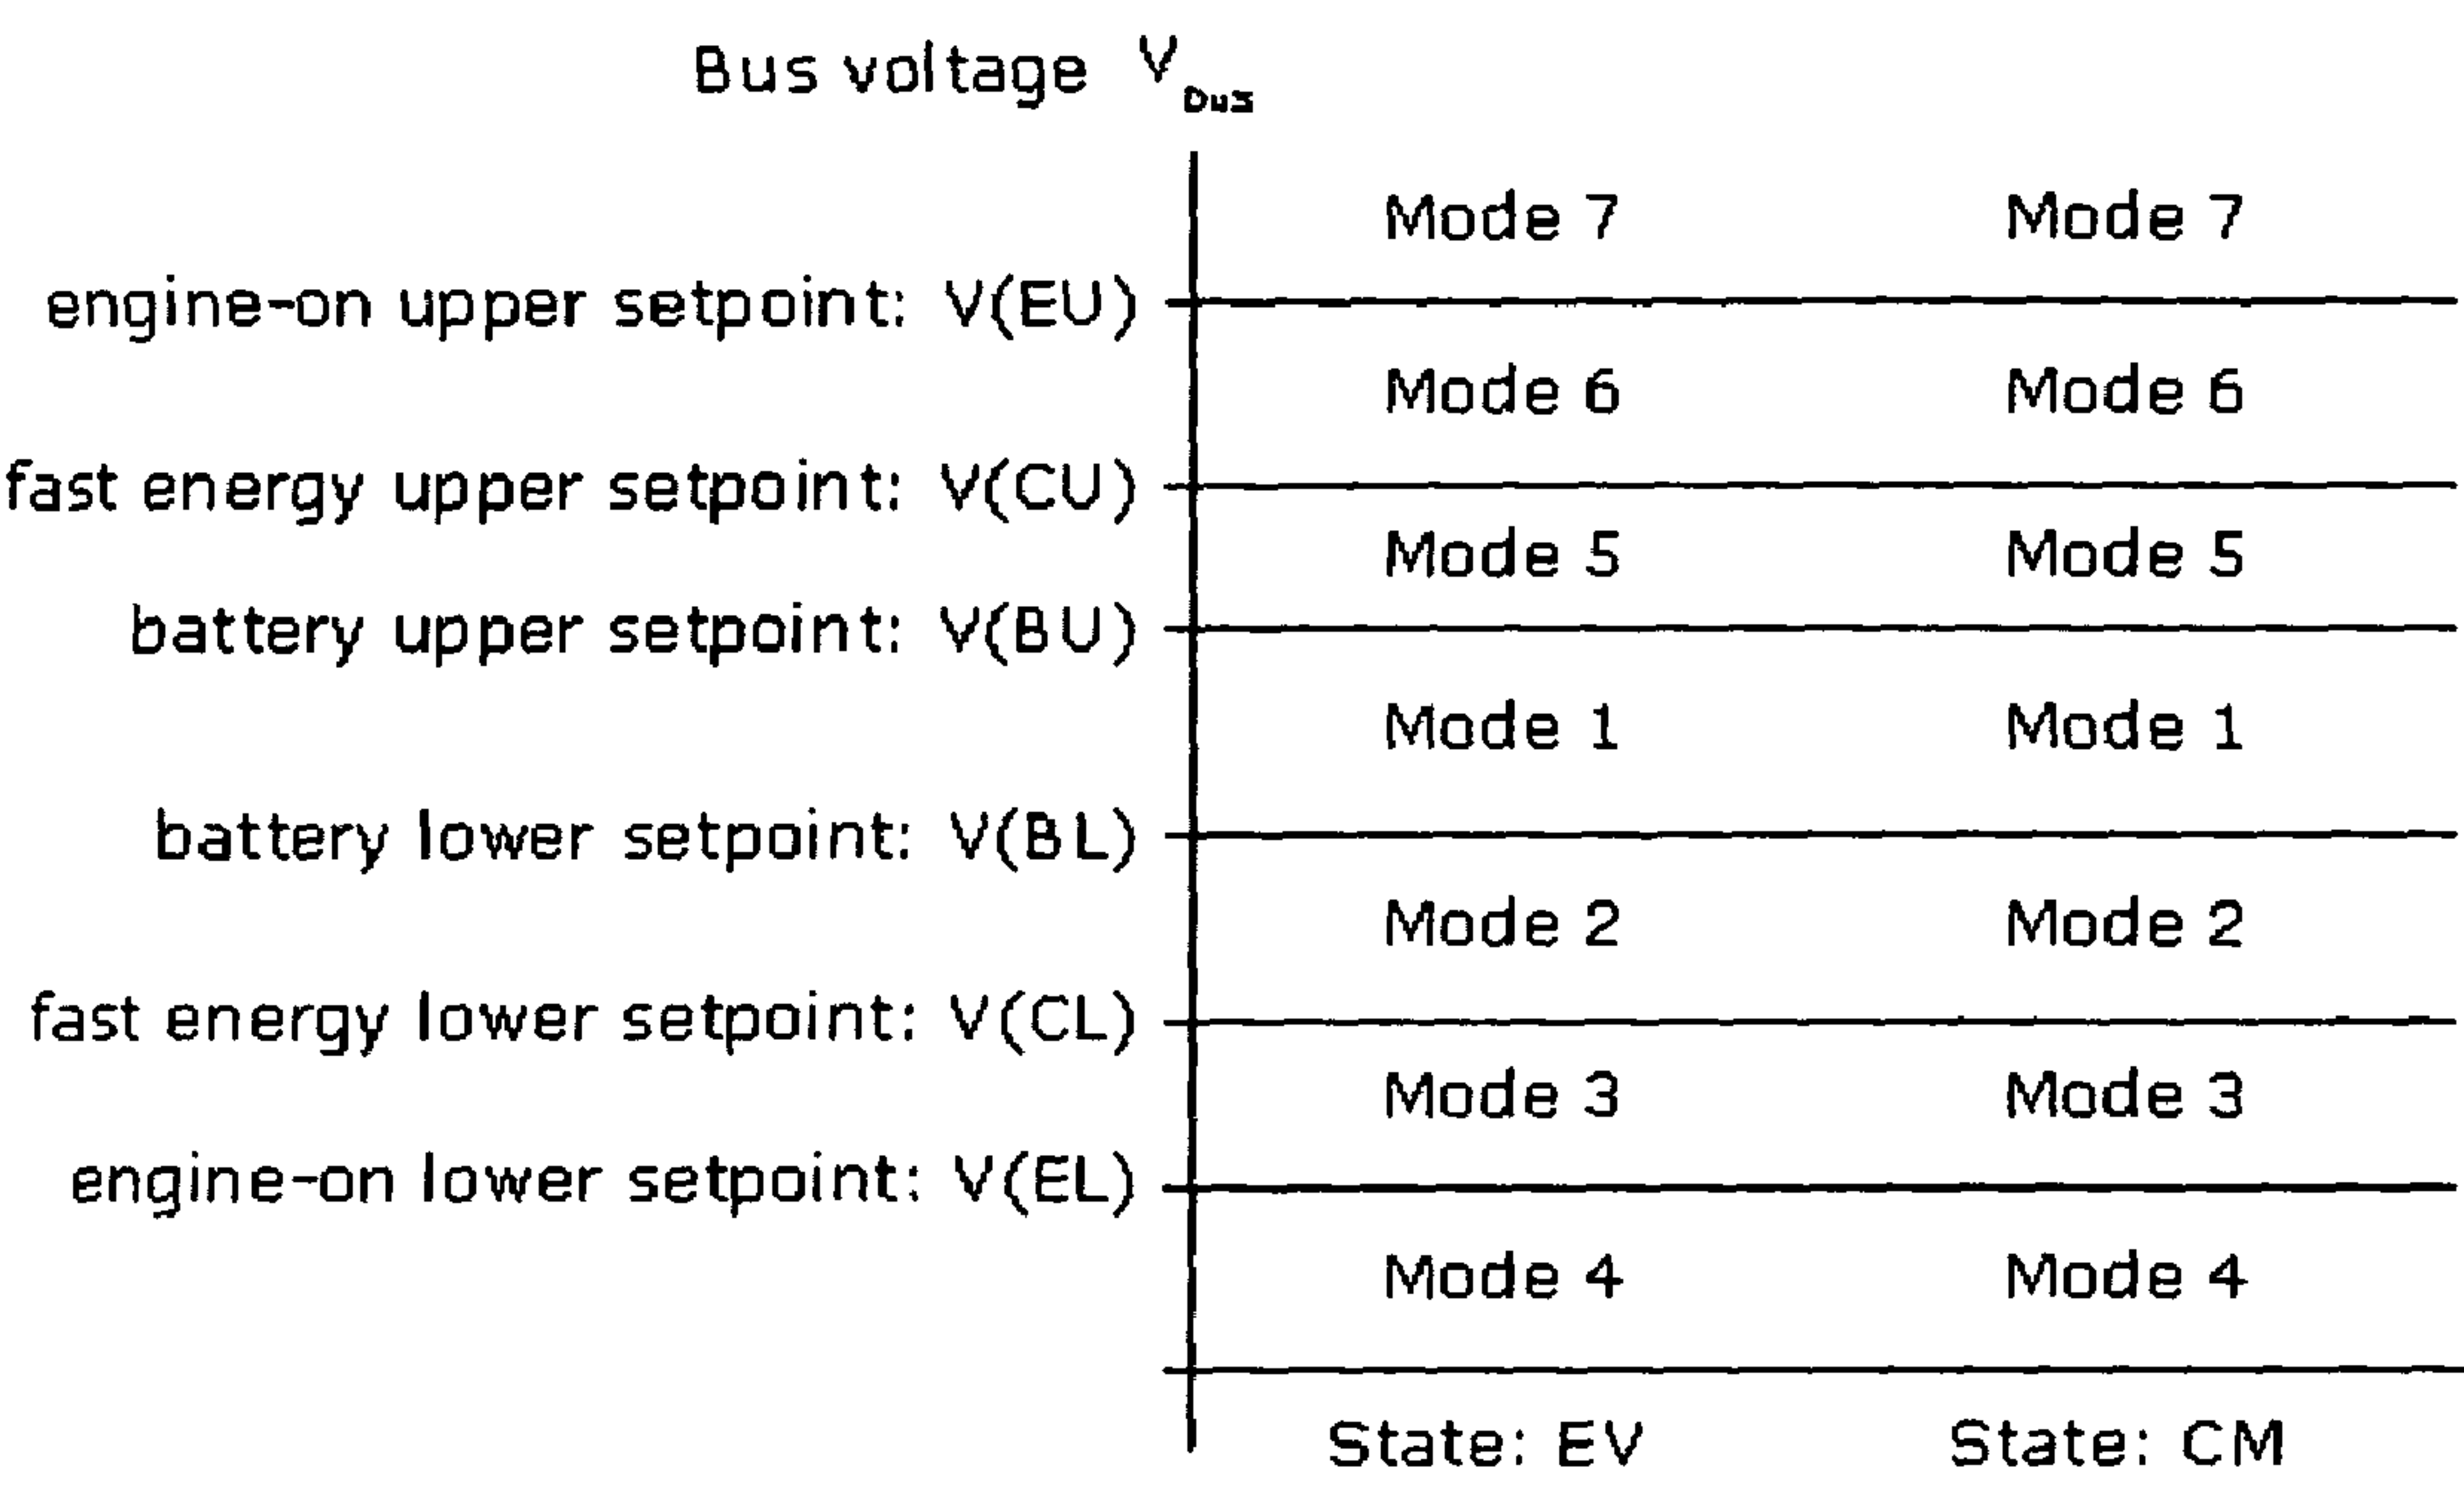 Bus voltage Vbus
Mode 7 Mode 7
engine-on upper setpoint: V(EU)
Mode 6 Mode 6
fast energy upper setpoint: V(CU)
Mode 5 Mode 5
battery upper setpoint: V(BU)
Mode 1 Mode 1
battery lower setpoint: V(BL)
Mode 2 Mode 2
fast energy lower setpoint: V(CL)
Mode 3 Mode 3
engine-on lower setpoint: V(EL)
Mode 4 Mode 4
State: EV State: CM